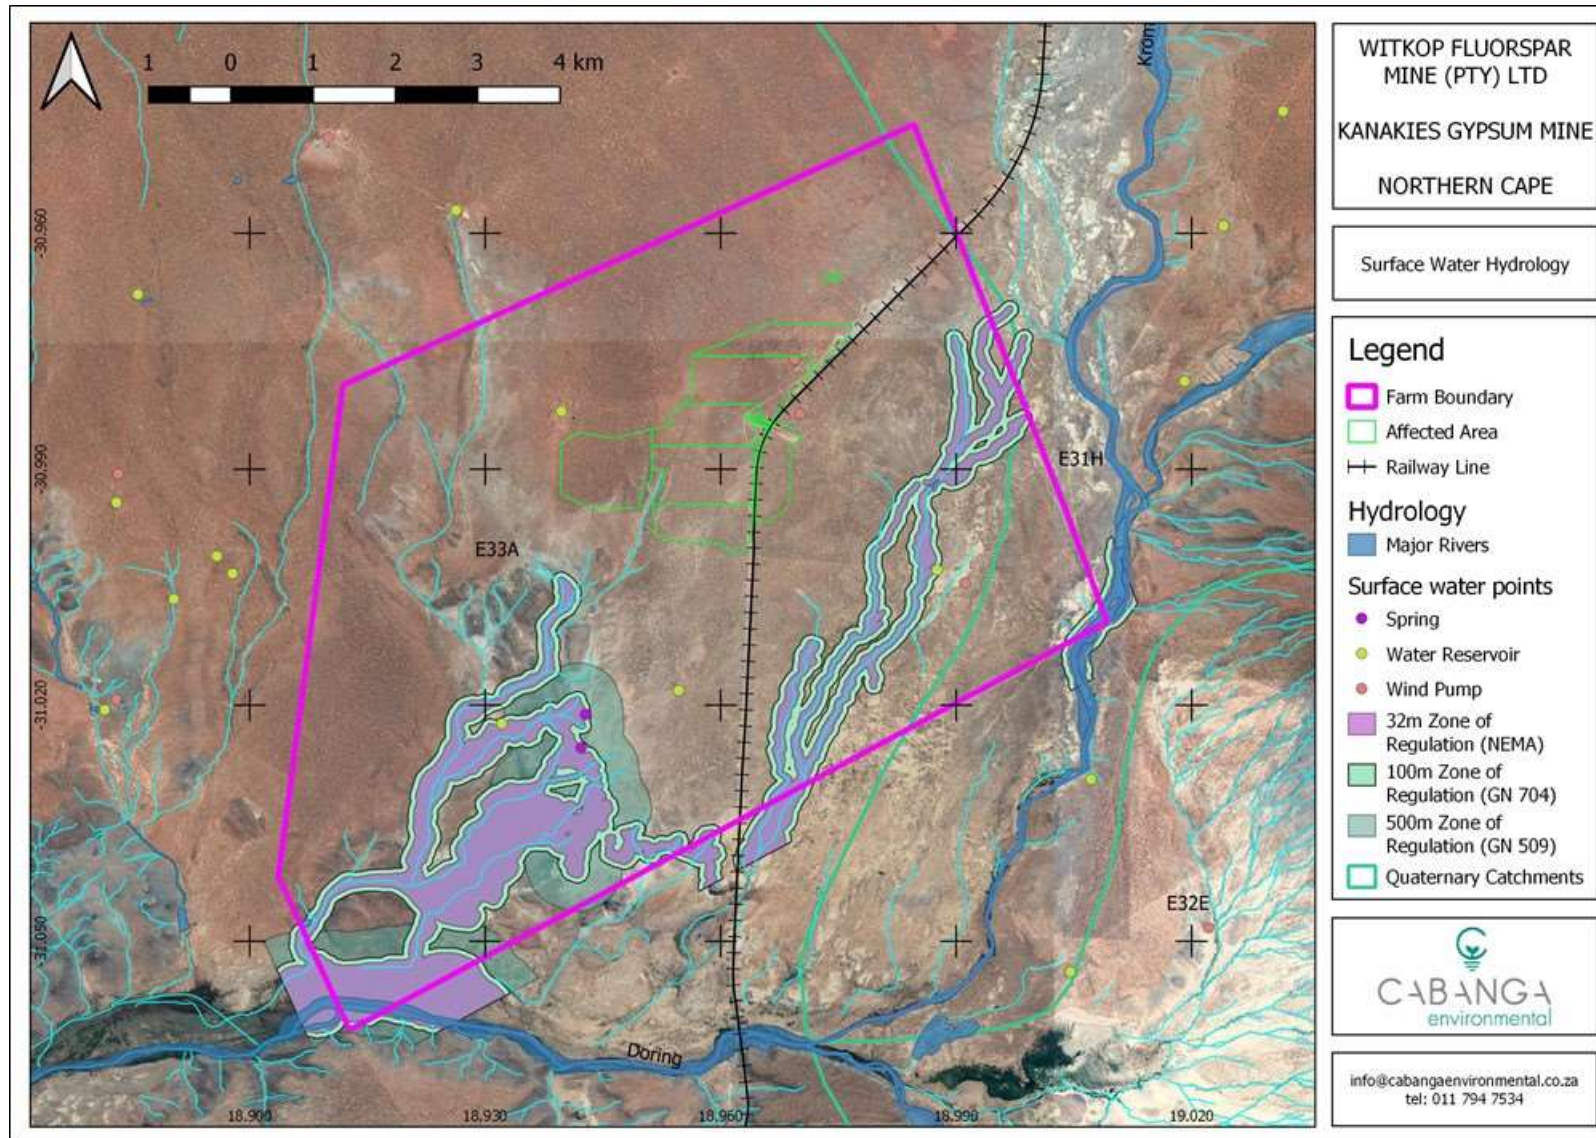 1 0 1 2 3 4 km
Krom
-30.960
-30.990
E31H
E33A
-31.020
E32E
-31.050
Doring
18.900 18.930 18.960 18.990 19.020
WITKOP FLUORSPAR
MINE (PTY) LTD
KANAKIES GYPSUM MINE
NORTHERN CAPE
Surface Water Hydrology
Legend
Farm Boundary
Affected Area
Railway Line
Hydrology
Major Rivers
Surface water points
Spring
Water Reservoir
Wind Pump
32m Zone of
Regulation (NEMA)
100m Zone of
Regulation (GN 704)
500m Zone of
Regulation (GN 509)
Quaternary Catchments
CABANGA
environmental
info@cabangaenvironmental.co.za
tel: 011 794 7534